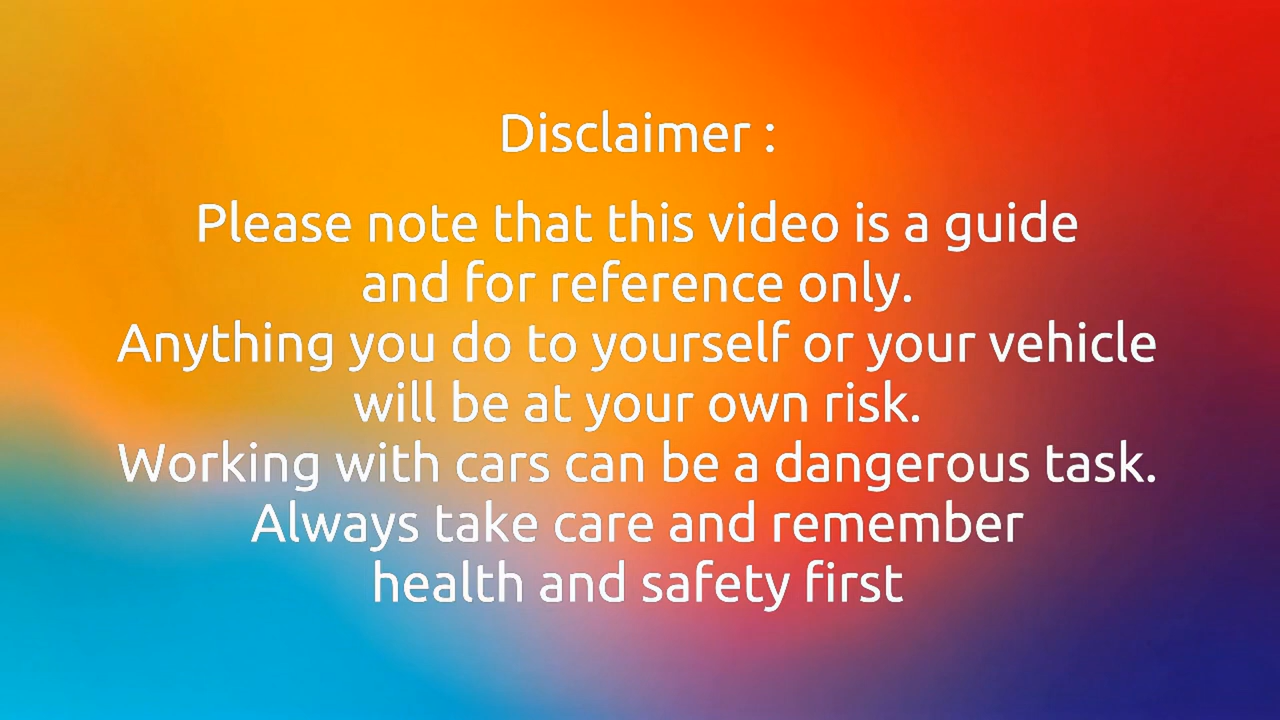 Disclaimer :
Please note that this video is a guide
and for reference only.
Anything you do to yourself or your vehicle
will be at your own risk.
Working with cars can be a dangerous task.
Always take care and remember
health and safety first